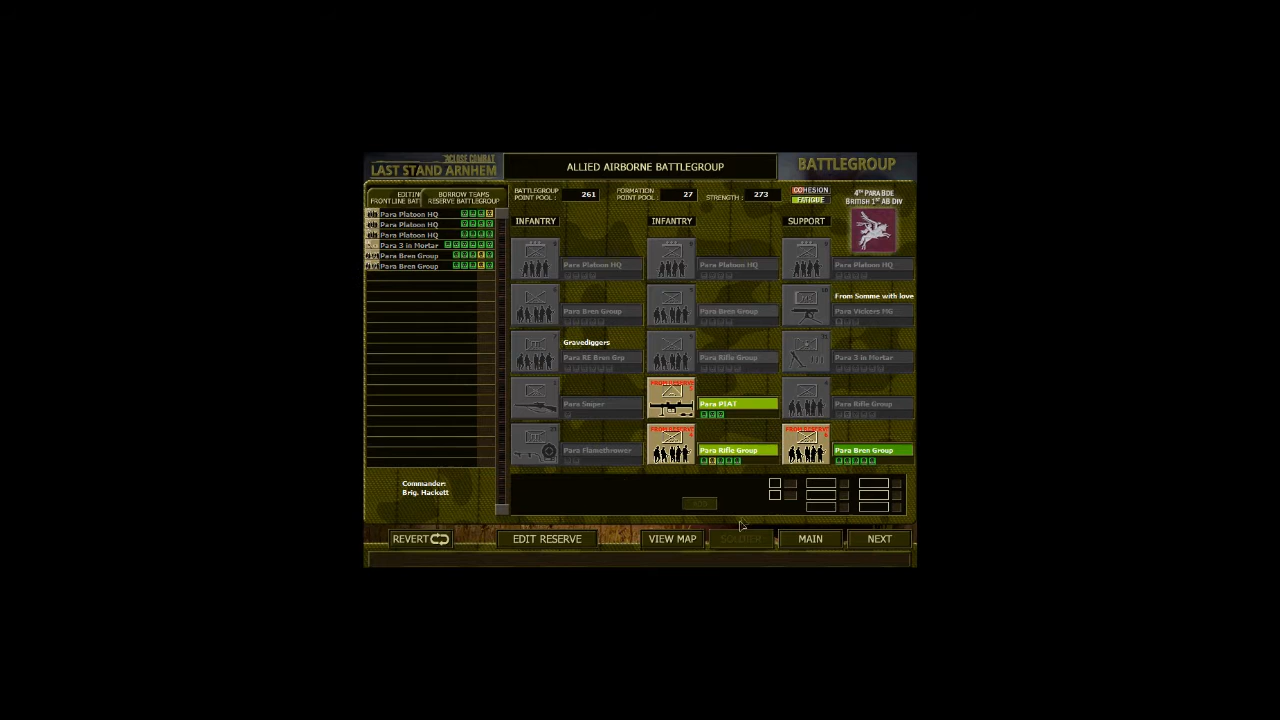 CLOSE COMBAT
LAST STAND ARNHEM
ALLIED AIRBORNE BATTLEGROUP
BATTLEGROUP
EDITIN
FRONTLINE BAT
BORROW TEAMS
RESERVE BATTLEGROUP
BATTLEGROUP
POINT POOL :
261
FORMATION
POINT POOL :
27
STRENGTH :
273
COHESION
FATIGUE
4TH PARA BDE
BRITISH 1ST AB DIV
INFANTRY
INFANTRY
SUPPORT
Para Platoon HQ
Para Platoon HQ
Para Platoon HQ
Para 3 in Mortar
Para Bren Group
Para Bren Group
Para Platoon HQ
Para Platoon HQ
Para Platoon HQ
From Somme with love
Para Bren Group
Para Bren Group
Para Vickers MG
Gravediggers
Para RE Bren Grp
Para Rifle Group
Para 3 in Mortar
Para Sniper
Para PIAT
Para Rifle Group
Para Flamethrower
Para Rifle Group
Para Bren Group
Commander:
Brig. Hackett
REVERT
EDIT RESERVE
VIEW MAP
SOLDIER
MAIN
NEXT